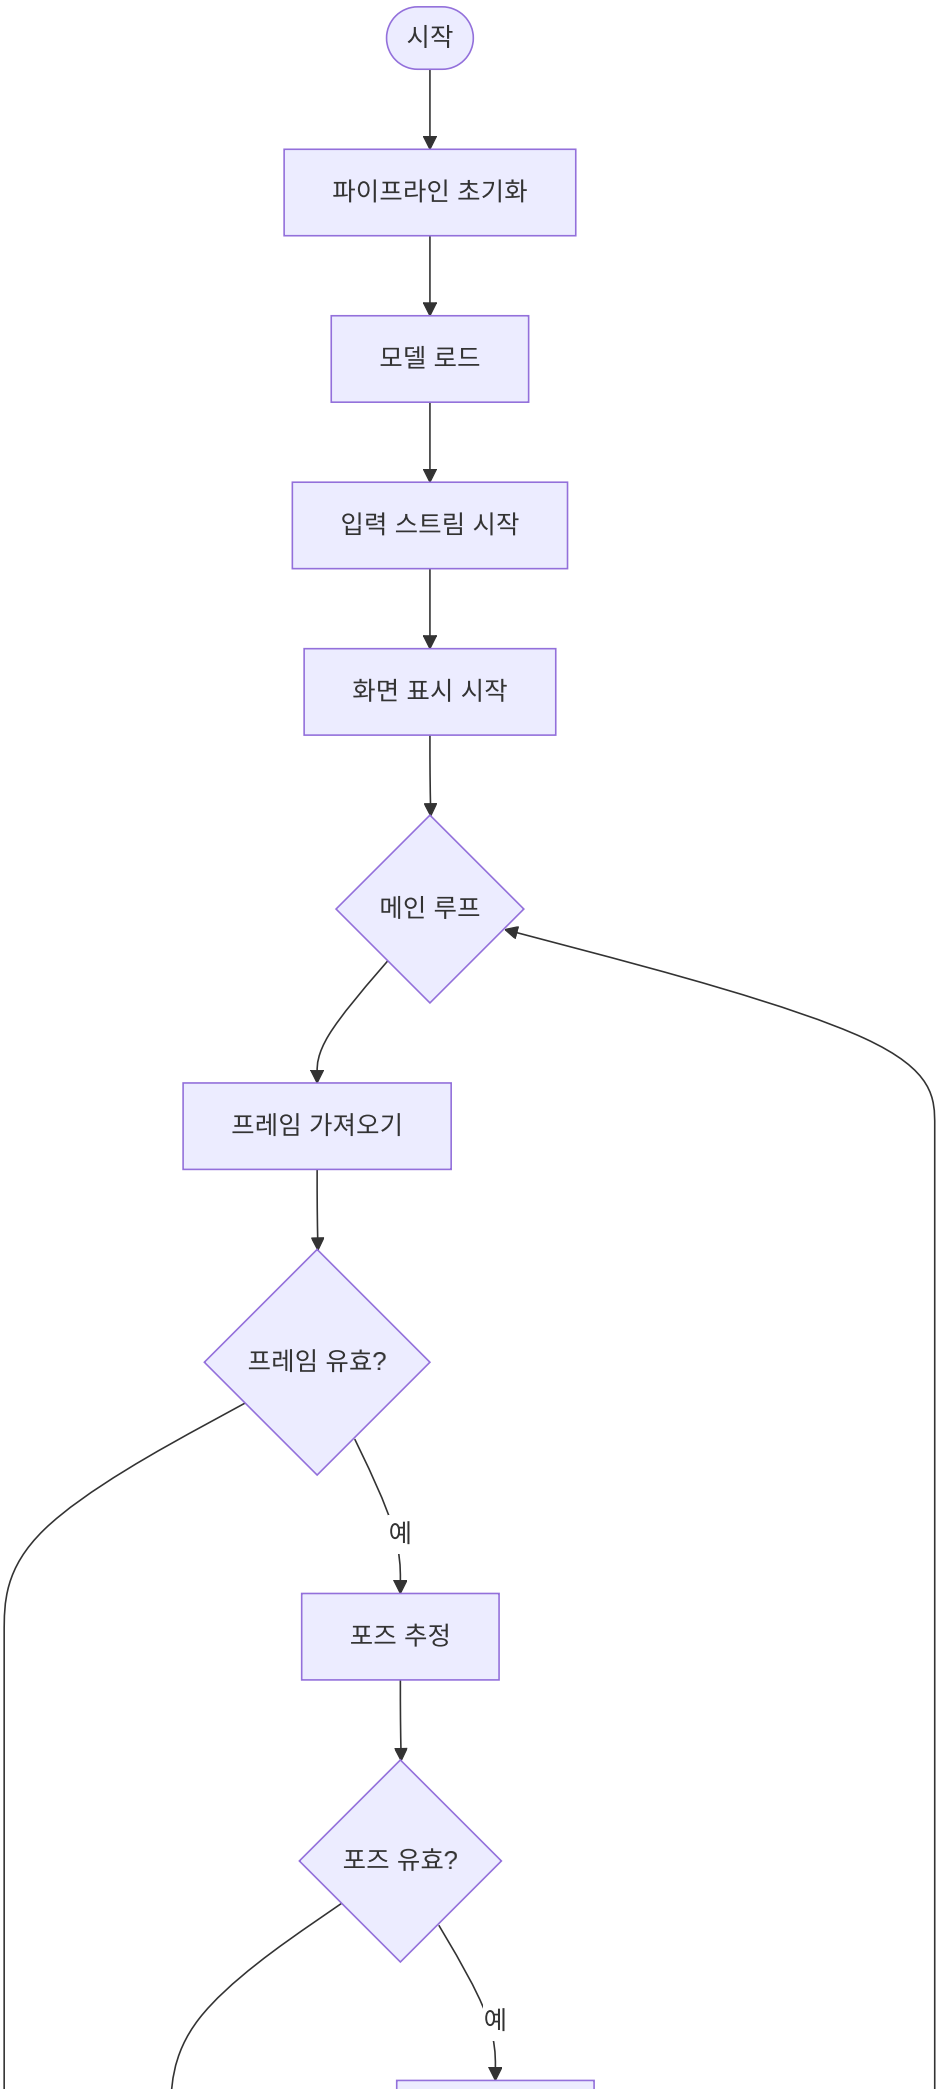 시작
파이프라인 초기화
모델 로드
입력 스트림 시작
화면 표시 시작
메인 루프
프레임 가져오기
프레임 유효?
예
포즈 추정
포즈 유효?
예